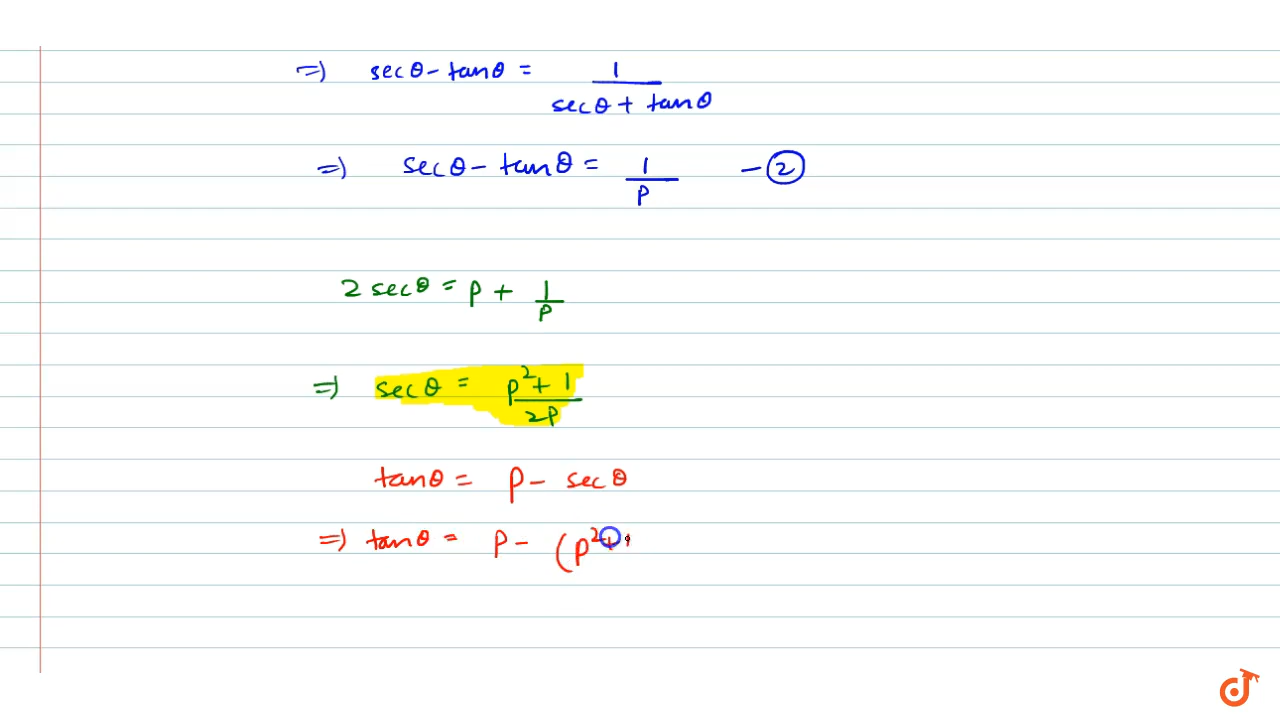 ⇒ secθ - tanθ = 1/(secθ + tanθ)
⇒ secθ - tanθ = 1/P - ②
2 secθ = P + 1/P
⇒ secθ = (P² + 1)/2P
tanθ = P - secθ
⇒ tanθ = P - (P² + 1